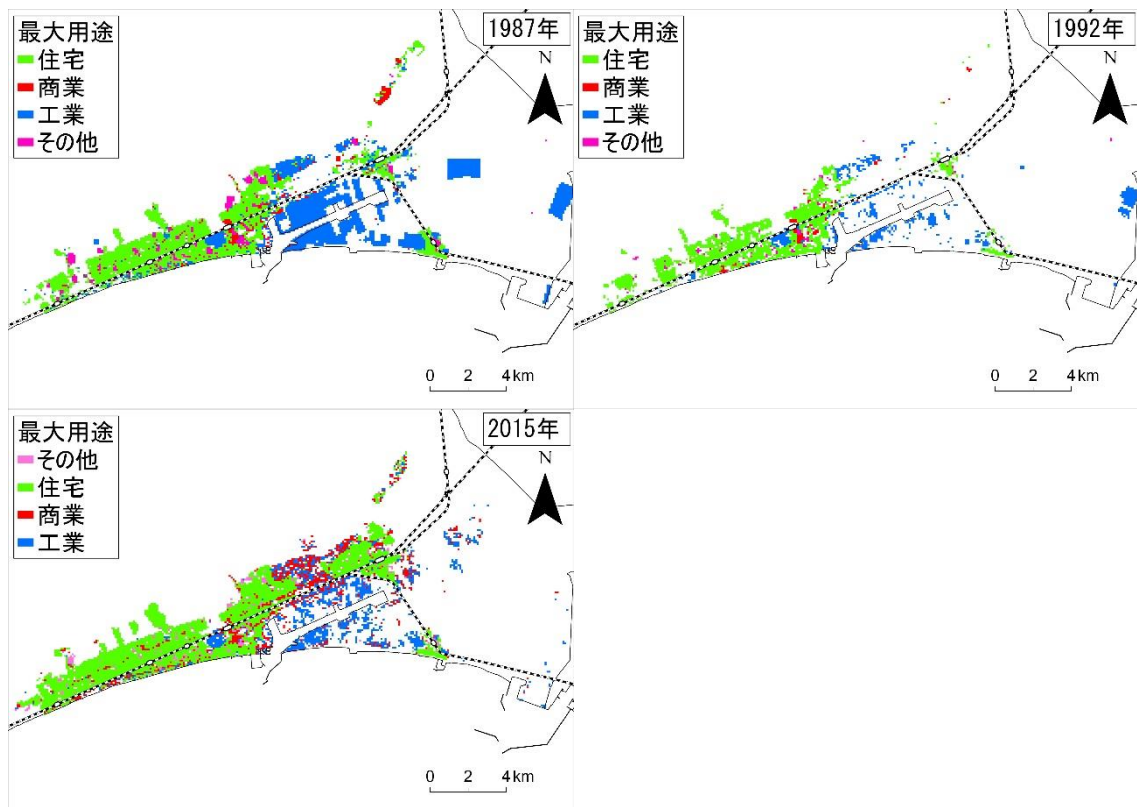 最大用途
住宅
商業
工業
その他
1987年
N
0 2 4km
最大用途
住宅
商業
工業
その他
1992年
N
0 2 4km
最大用途
その他
住宅
商業
工業
2015年
N
0 2 4km